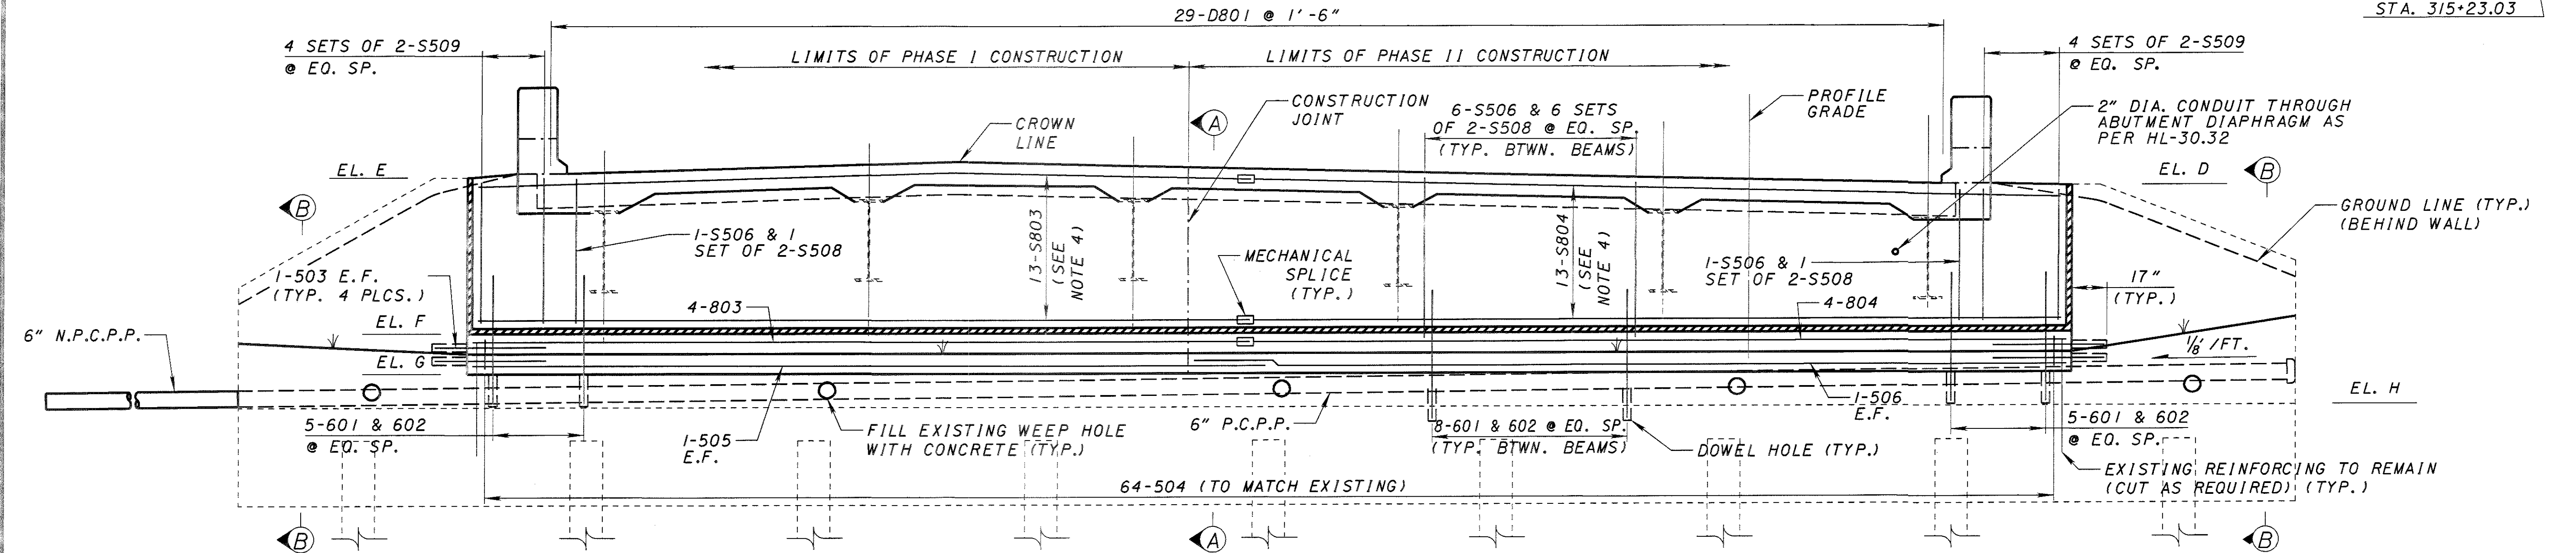 29-D801 @ 1'-6"
STA. 315+23.03
4 SETS OF 2-S509
@ EQ. SP.
LIMITS OF PHASE I CONSTRUCTION
LIMITS OF PHASE II CONSTRUCTION
4 SETS OF 2-S509
@ EQ. SP.
CROWN
LINE
A
CONSTRUCTION
JOINT
6-S506 & 6 SETS
OF 2-S508 @ EQ. SP.
(TYP. BTWN. BEAMS)
PROFILE
GRADE
2" DIA. CONDUIT THROUGH
ABUTMENT DIAPHRAGM AS
PER HL-30.32
EL. E
EL. D
B
B
GROUND LINE (TYP.)
(BEHIND WALL)
1-S506 & 1
SET OF 2-S508
13-S803
(SEE
NOTE 4)
MECHANICAL
SPLICE
(TYP.)
13-S804
(SEE
NOTE 4)
1-S506 & 1
SET OF 2-S508
1-503 E.F.
(TYP. 4 PLCS.)
17"
(TYP.)
4-803
4-804
EL. F
6" N.P.C.P.P.
EL. G
1/8'/FT.
EL. H
5-601 & 602
@ EQ. SP.
1-505
E.F.
FILL EXISTING WEEP HOLE
WITH CONCRETE (TYP.)
6" P.C.P.P.
8-601 & 602 @ EQ. SP.
(TYP. BTWN. BEAMS)
DOWEL HOLE (TYP.)
1-506
E.F.
5-601 & 602
@ EQ. SP.
EXISTING REINFORCING TO REMAIN
(CUT AS REQUIRED) (TYP.)
64-504 (TO MATCH EXISTING)
B
A
B